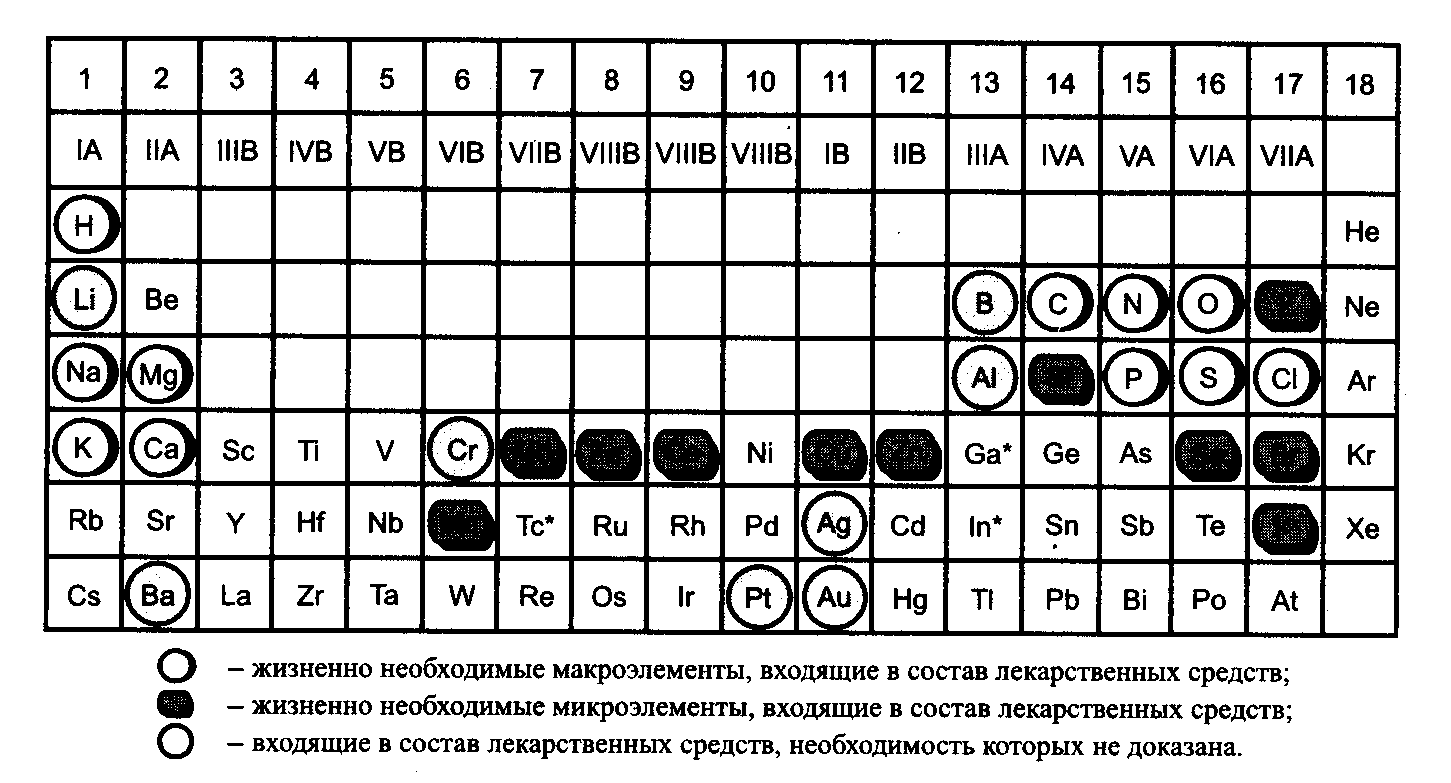 1 2 3 4 5 6 7 8 9 10 11 12 13 14 15 16 17 18
IA IIA IIIB IVB VB VIB VIIB VIIIB VIIIB VIIIB IB IIB IIIA IVA VA VIA VIIA
H He
Li Be B C N O Ne
Na Mg Al P S Cl Ar
K Ca Sc Ti V Cr Ni Ga* Ge As Kr
Rb Sr Y Hf Nb Tc* Ru Rh Pd Ag Cd In* Sn Sb Te Xe
Cs Ba La Zr Ta W Re Os Ir Pt Au Hg Tl Pb Bi Po At
– жизненно необходимые макроэлементы, входящие в состав лекарственных средств;
– жизненно необходимые микроэлементы, входящие в состав лекарственных средств;
– входящие в состав лекарственных средств, необходимость которых не доказана.